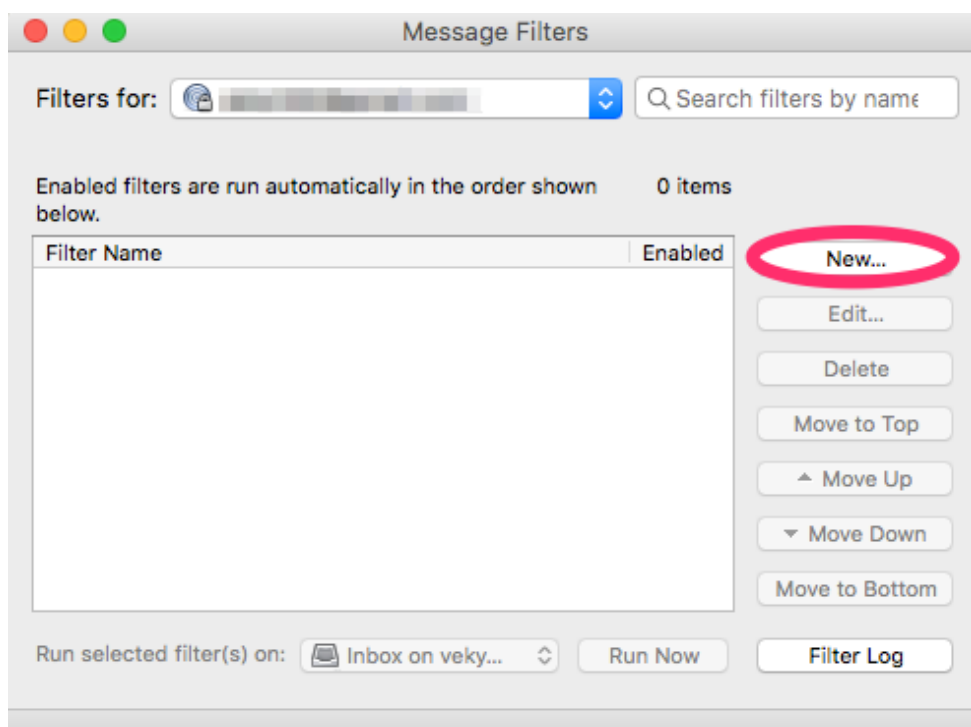 Message Filters
Filters for:
Search filters by name
Enabled filters are run automatically in the order shown
below.
0 items
Filter Name
Enabled
New...
Edit...
Delete
Move to Top
Move Up
Move Down
Move to Bottom
Run selected filter(s) on:
Inbox on veky...
Run Now
Filter Log